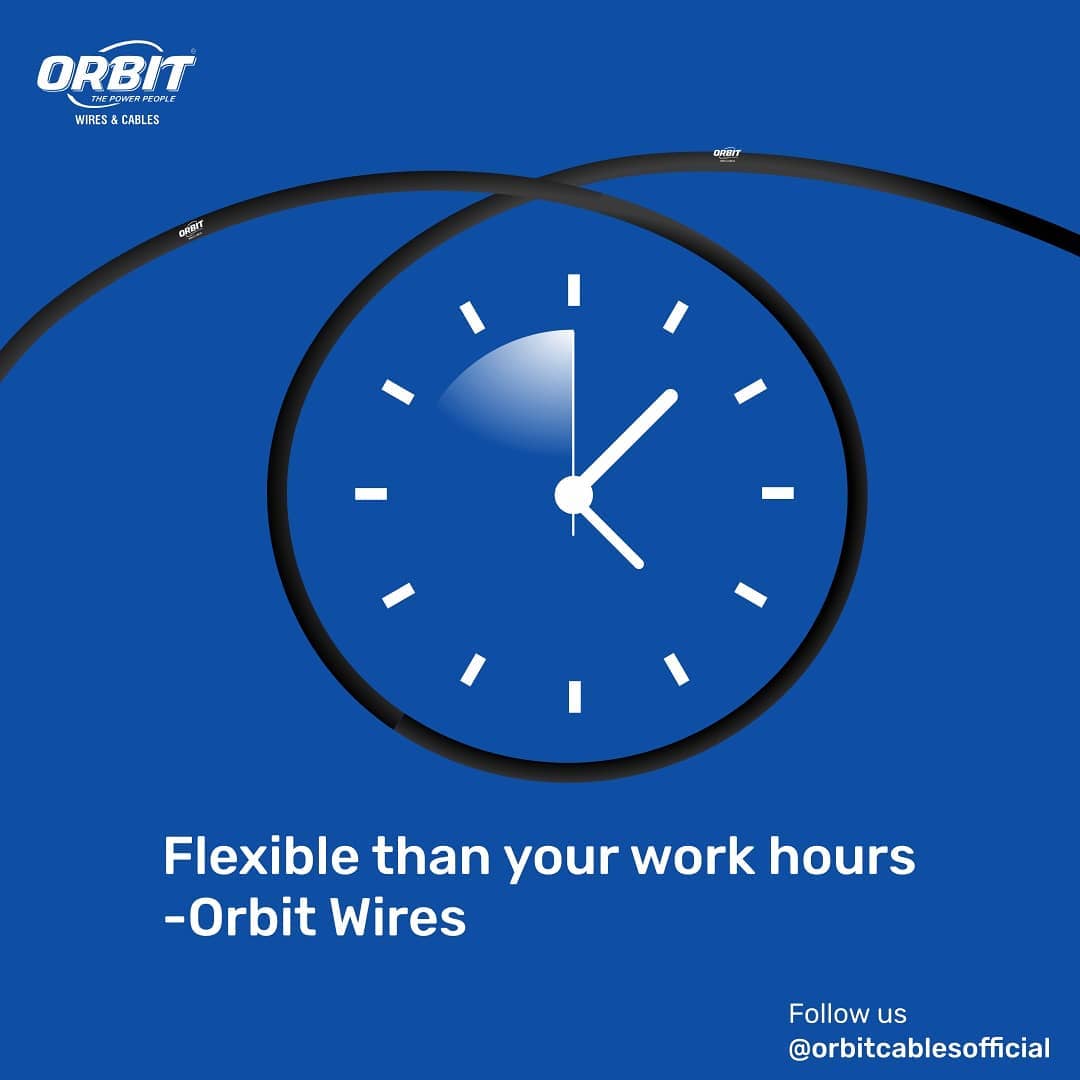 ORBIT
THE POWER PEOPLE
WIRES & CABLES
ORBIT
ORBIT
Flexible than your work hours
-Orbit Wires
Follow us
@orbitcablesofficial